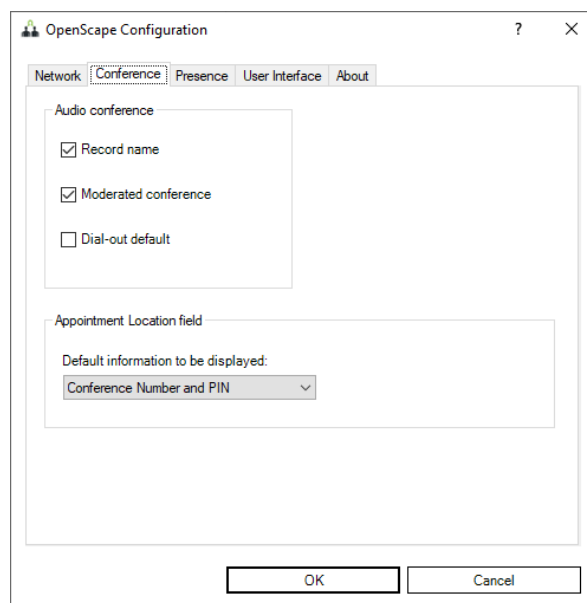 OpenScape Configuration
Network Conference Presence User Interface About
Audio conference
Record name
Moderated conference
Dial-out default
Appointment Location field
Default information to be displayed:
Conference Number and PIN
OK Cancel